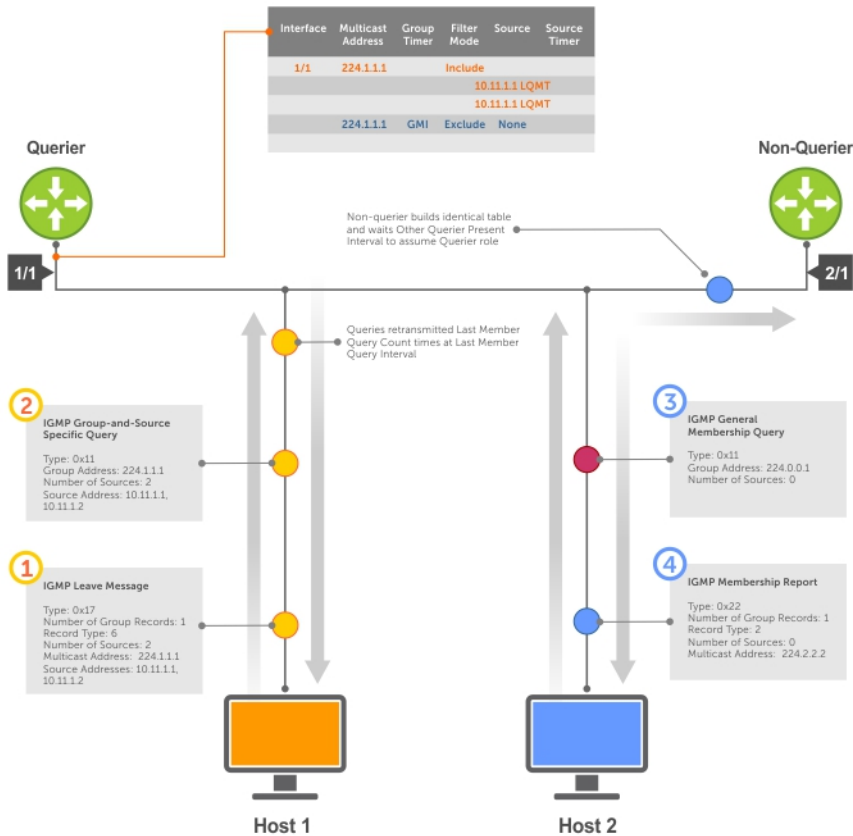 Interface Multicast Address Group Timer Filter Mode Source Source Timer
1/1 224.1.1.1 Include
10.11.1.1 LQMT
10.11.1.1 LQMT
224.1.1.1 GMI Exclude None
Querier
Non-Querier
1/1
2/1
Non-querier builds identical table
and waits Other Querier Present
Interval to assume Querier role
Queries retransmitted Last Member
Query Count times at Last Member
Query Interval
2
IGMP Group-and-Source
Specific Query
Type: 0x11
Group Address: 224.1.1.1
Number of Sources: 2
Source Address: 10.11.1.1,
10.11.1.2
3
IGMP General
Membership Query
Type: 0x11
Group Address: 224.0.0.1
Number of Sources: 0
1
IGMP Leave Message
Type: 0x17
Number of Group Records: 1
Record Type: 6
Number of Sources: 2
Multicast Address: 224.1.1.1
Source Addresses: 10.11.1.1,
10.11.1.2
4
IGMP Membership Report
Type: 0x22
Number of Group Records: 1
Record Type: 2
Number of Sources: 0
Multicast Address: 224.2.2.2
Host 1
Host 2